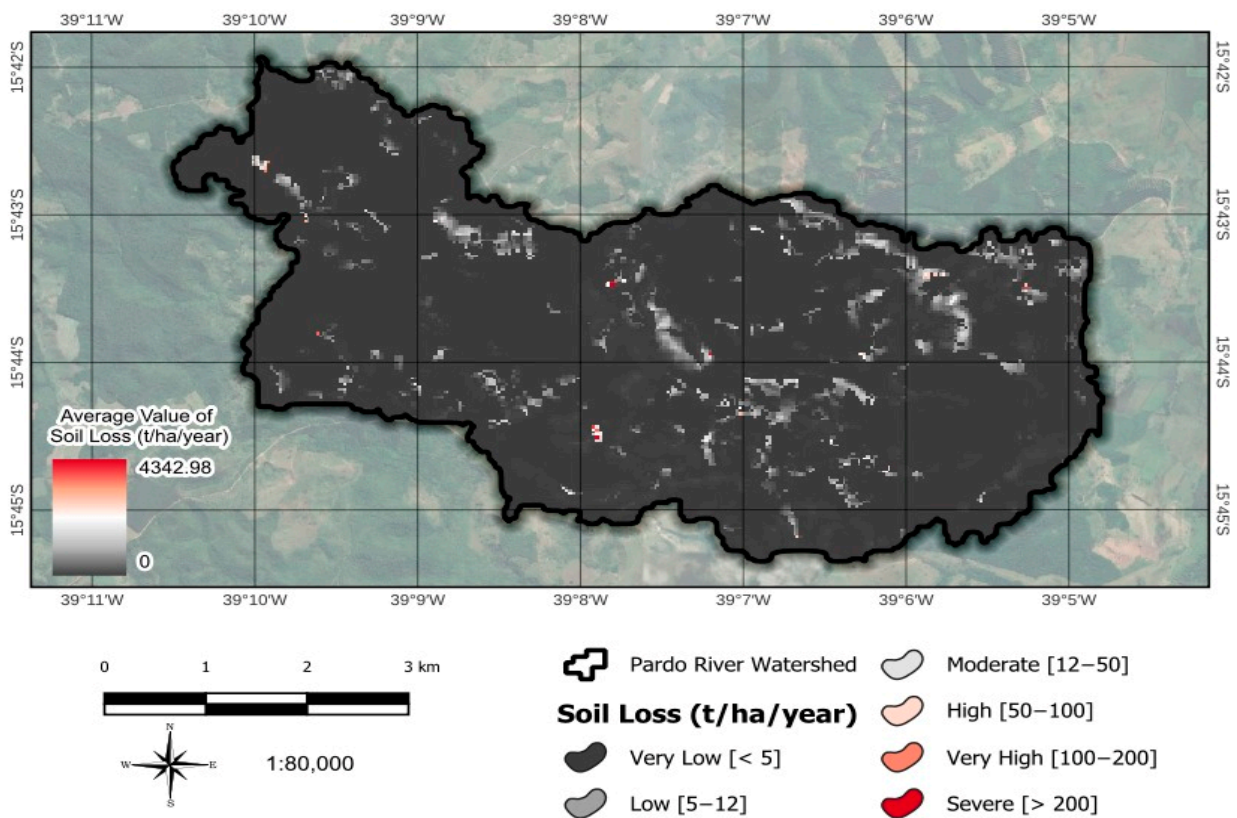 39°11'W 39°10'W 39°9'W 39°8'W 39°7'W 39°6'W 39°5'W
15°42'S 15°42'S
15°43'S 15°43'S
15°44'S 15°44'S
15°45'S 15°45'S
Average Value of
Soil Loss (t/ha/year)
4342.98
0
39°11'W 39°10'W 39°9'W 39°8'W 39°7'W 39°6'W 39°5'W
0 1 2 3 km
N
W E
S
1:80,000
Pardo River Watershed
Soil Loss (t/ha/year)
Very Low [< 5]
Low [5–12]
Moderate [12–50]
High [50–100]
Very High [100–200]
Severe [> 200]